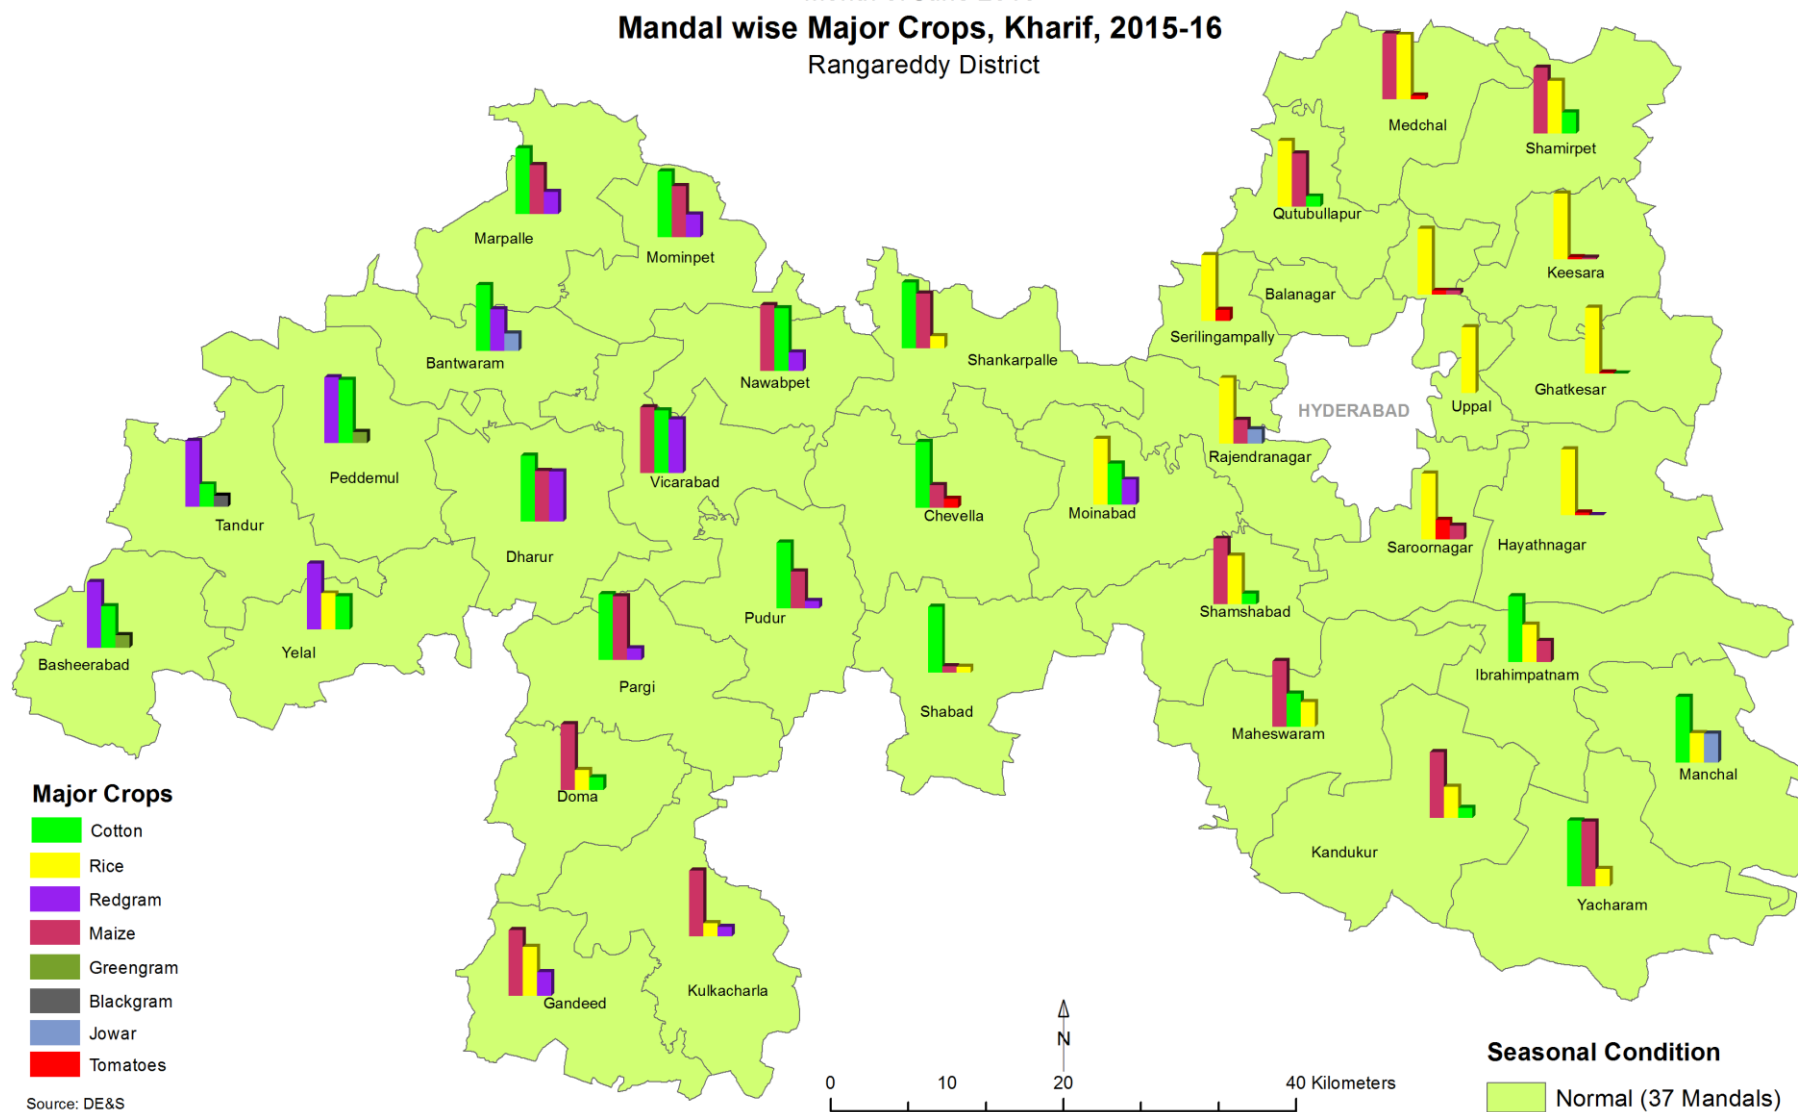 Mandal wise Major Crops, Kharif, 2015-16
Rangareddy District
Medchal
Shamirpet
Qutubullapur
Marpalle
Mominpet
Keesara
Balanagar
Serilingampally
Bantwaram
Nawabpet
Shankarpalle
Ghatkesar
Uppal
HYDERABAD
Rajendranagar
Peddemul
Vicarabad
Tandur
Chevella
Moinabad
Dharur
Saroornagar
Hayathnagar
Pudur
Shamshabad
Basheerabad
Yelal
Pargi
Ibrahimpatnam
Shabad
Maheswaram
Manchal
Doma
Kandukur
Yacharam
Kulkacharla
Gandeed
Major Crops
Cotton
Rice
Redgram
Maize
Greengram
Blackgram
Jowar
Tomatoes
Source: DE&S
N
0 10 20 40 Kilometers
Seasonal Condition
Normal (37 Mandals)